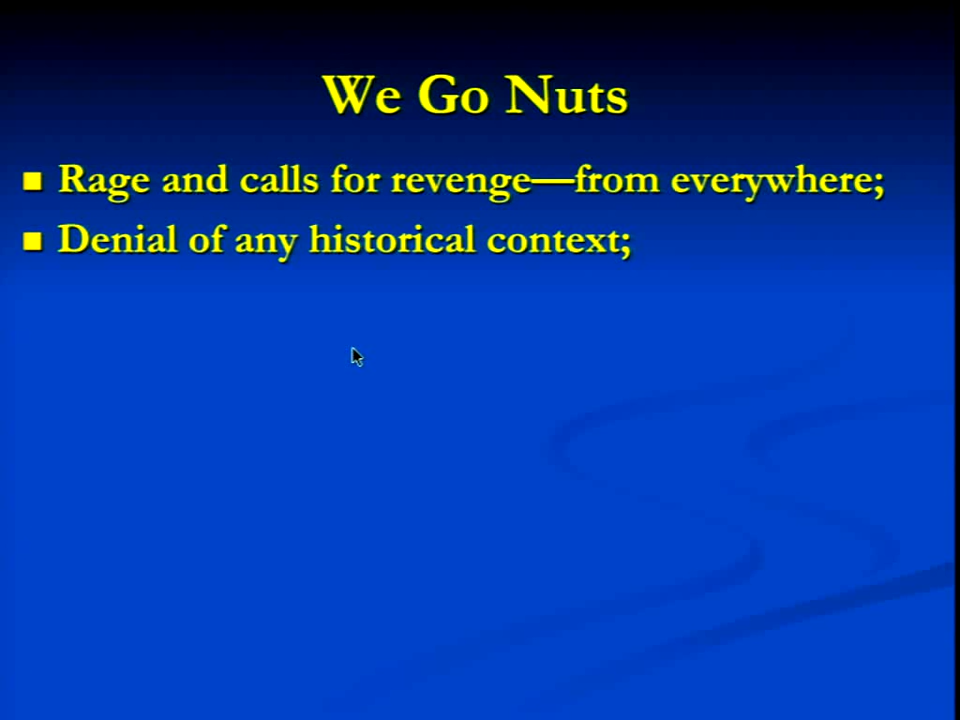 We Go Nuts
Rage and calls for revenge—from everywhere;
Denial of any historical context;